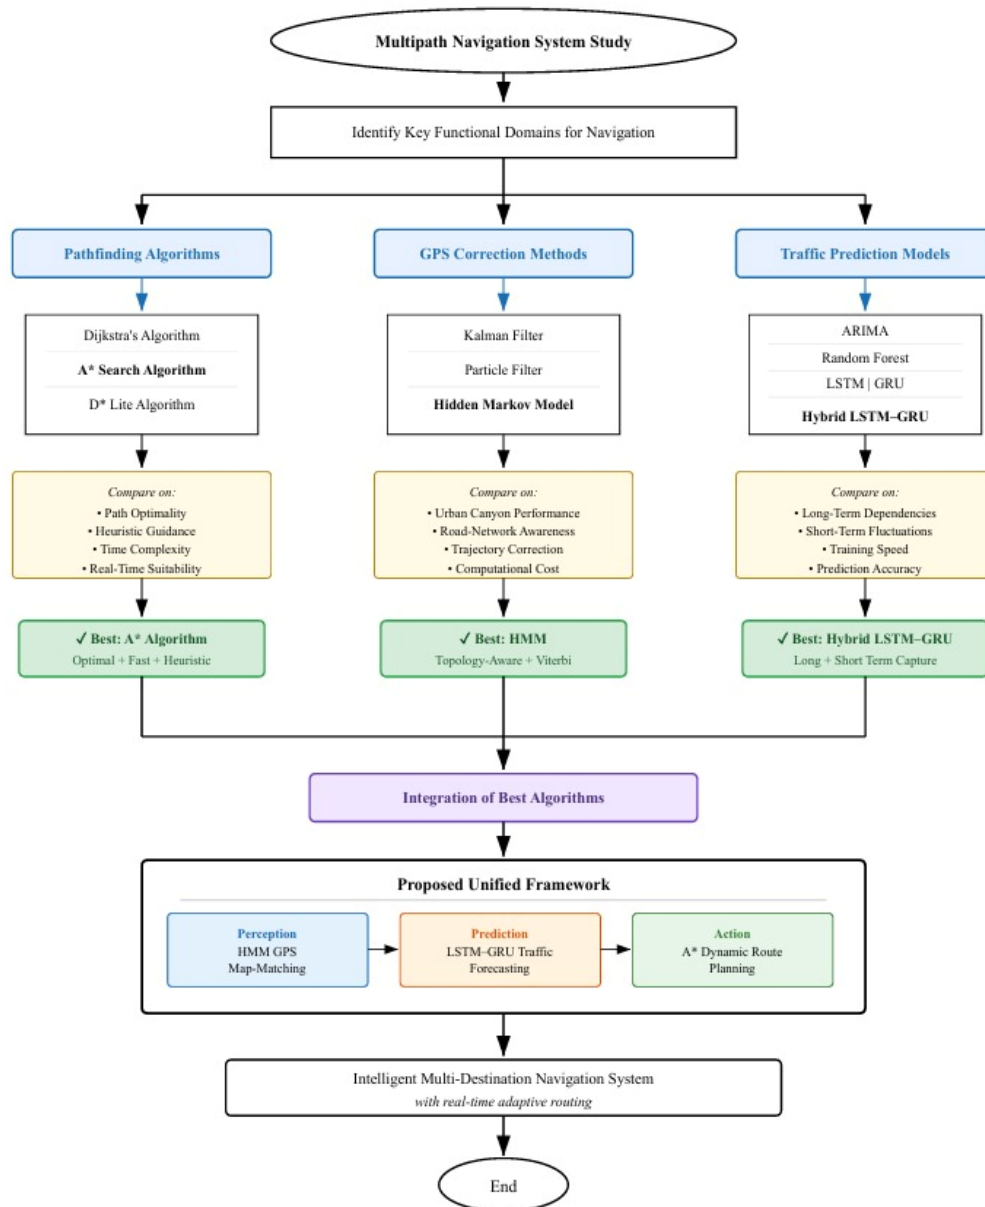 Multipath Navigation System Study
Identify Key Functional Domains for Navigation
Pathfinding Algorithms
Dijkstra's Algorithm
A* Search Algorithm
D* Lite Algorithm
Compare on:
• Path Optimality
• Heuristic Guidance
• Time Complexity
• Real-Time Suitability
✓ Best: A* Algorithm
Optimal + Fast + Heuristic
GPS Correction Methods
Kalman Filter
Particle Filter
Hidden Markov Model
Compare on:
• Urban Canyon Performance
• Road-Network Awareness
• Trajectory Correction
• Computational Cost
✓ Best: HMM
Topology-Aware + Viterbi
Traffic Prediction Models
ARIMA
Random Forest
LSTM | GRU
Hybrid LSTM–GRU
Compare on:
• Long-Term Dependencies
• Short-Term Fluctuations
• Training Speed
• Prediction Accuracy
✓ Best: Hybrid LSTM–GRU
Long + Short Term Capture
Integration of Best Algorithms
Proposed Unified Framework
Perception
HMM GPS
Map-Matching
Prediction
LSTM–GRU Traffic
Forecasting
Action
A* Dynamic Route
Planning
Intelligent Multi-Destination Navigation System
with real-time adaptive routing
End